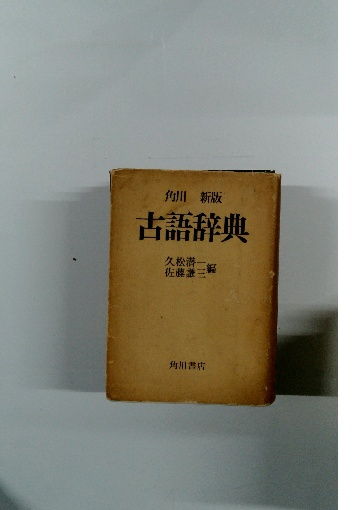 角川 新版
古語辞典
久松潜一
佐藤謙三
編
角川書店